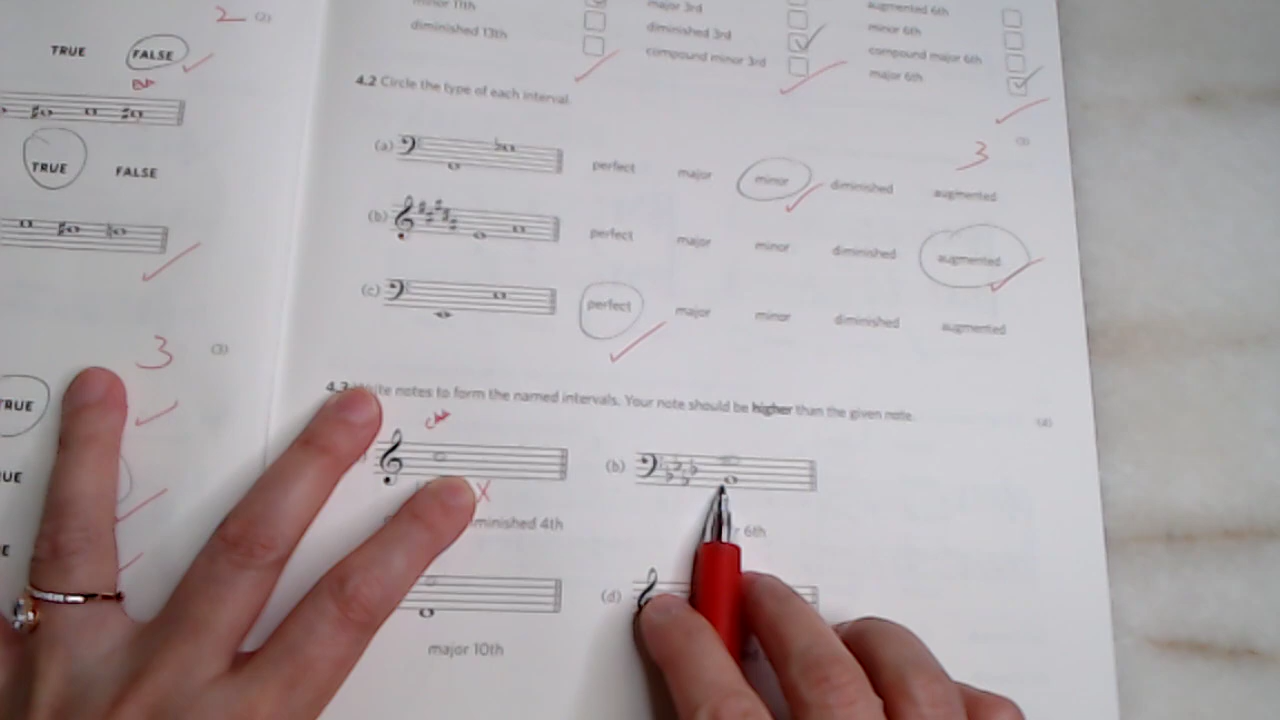 2 (2)
TRUE FALSE
TRUE FALSE
3 (3)
TRUE
minor 11th
diminished 13th
major 3rd
diminished 3rd
compound minor 3rd
augmented 6th
minor 6th
compound major 6th
major 6th
4.2 Circle the type of each interval.
3
(a) perfect major minor diminished augmented
(b) perfect major minor diminished augmented
(c) perfect major minor diminished augmented
notes to form the named intervals. Your note should be higher than the given note. (4)
(b)
4th
6th
(d)
major 10th